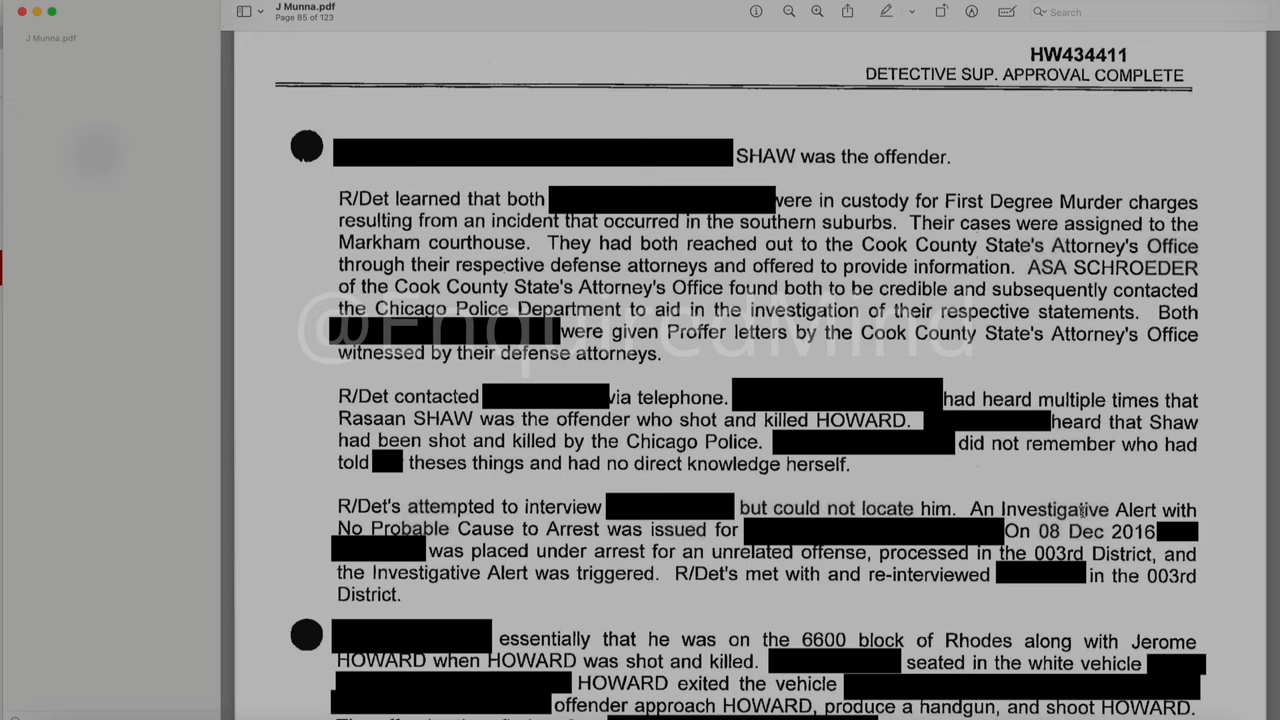 J Munna.pdf
Page 85 of 123
Search
J Munna.pdf
HW434411
DETECTIVE SUP. APPROVAL COMPLETE
SHAW was the offender.
R/Det learned that both were in custody for First Degree Murder charges
resulting from an incident that occurred in the southern suburbs. Their cases were assigned to the
Markham courthouse. They had both reached out to the Cook County State's Attorney's Office
through their respective defense attorneys and offered to provide information. ASA SCHROEDER
of the Cook County State's Attorney's Office found both to be credible and subsequently contacted
the Chicago Police Department to aid in the investigation of their respective statements. Both
were given Proffer letters by the Cook County State's Attorney's Office
witnessed by their defense attorneys.
@EnquiredMind
R/Det contacted via telephone. had heard multiple times that
Rasaan SHAW was the offender who shot and killed HOWARD. heard that Shaw
had been shot and killed by the Chicago Police. did not remember who had
told theses things and had no direct knowledge herself.
R/Det's attempted to interview but could not locate him. An Investigative Alert with
No Probable Cause to Arrest was issued for On 08 Dec 2016
was placed under arrest for an unrelated offense, processed in the 003rd District, and
the Investigative Alert was triggered. R/Det's met with and re-interviewed in the 003rd
District.
essentially that he was on the 6600 block of Rhodes along with Jerome
HOWARD when HOWARD was shot and killed. seated in the white vehicle
HOWARD exited the vehicle
offender approach HOWARD, produce a handgun, and shoot HOWARD.